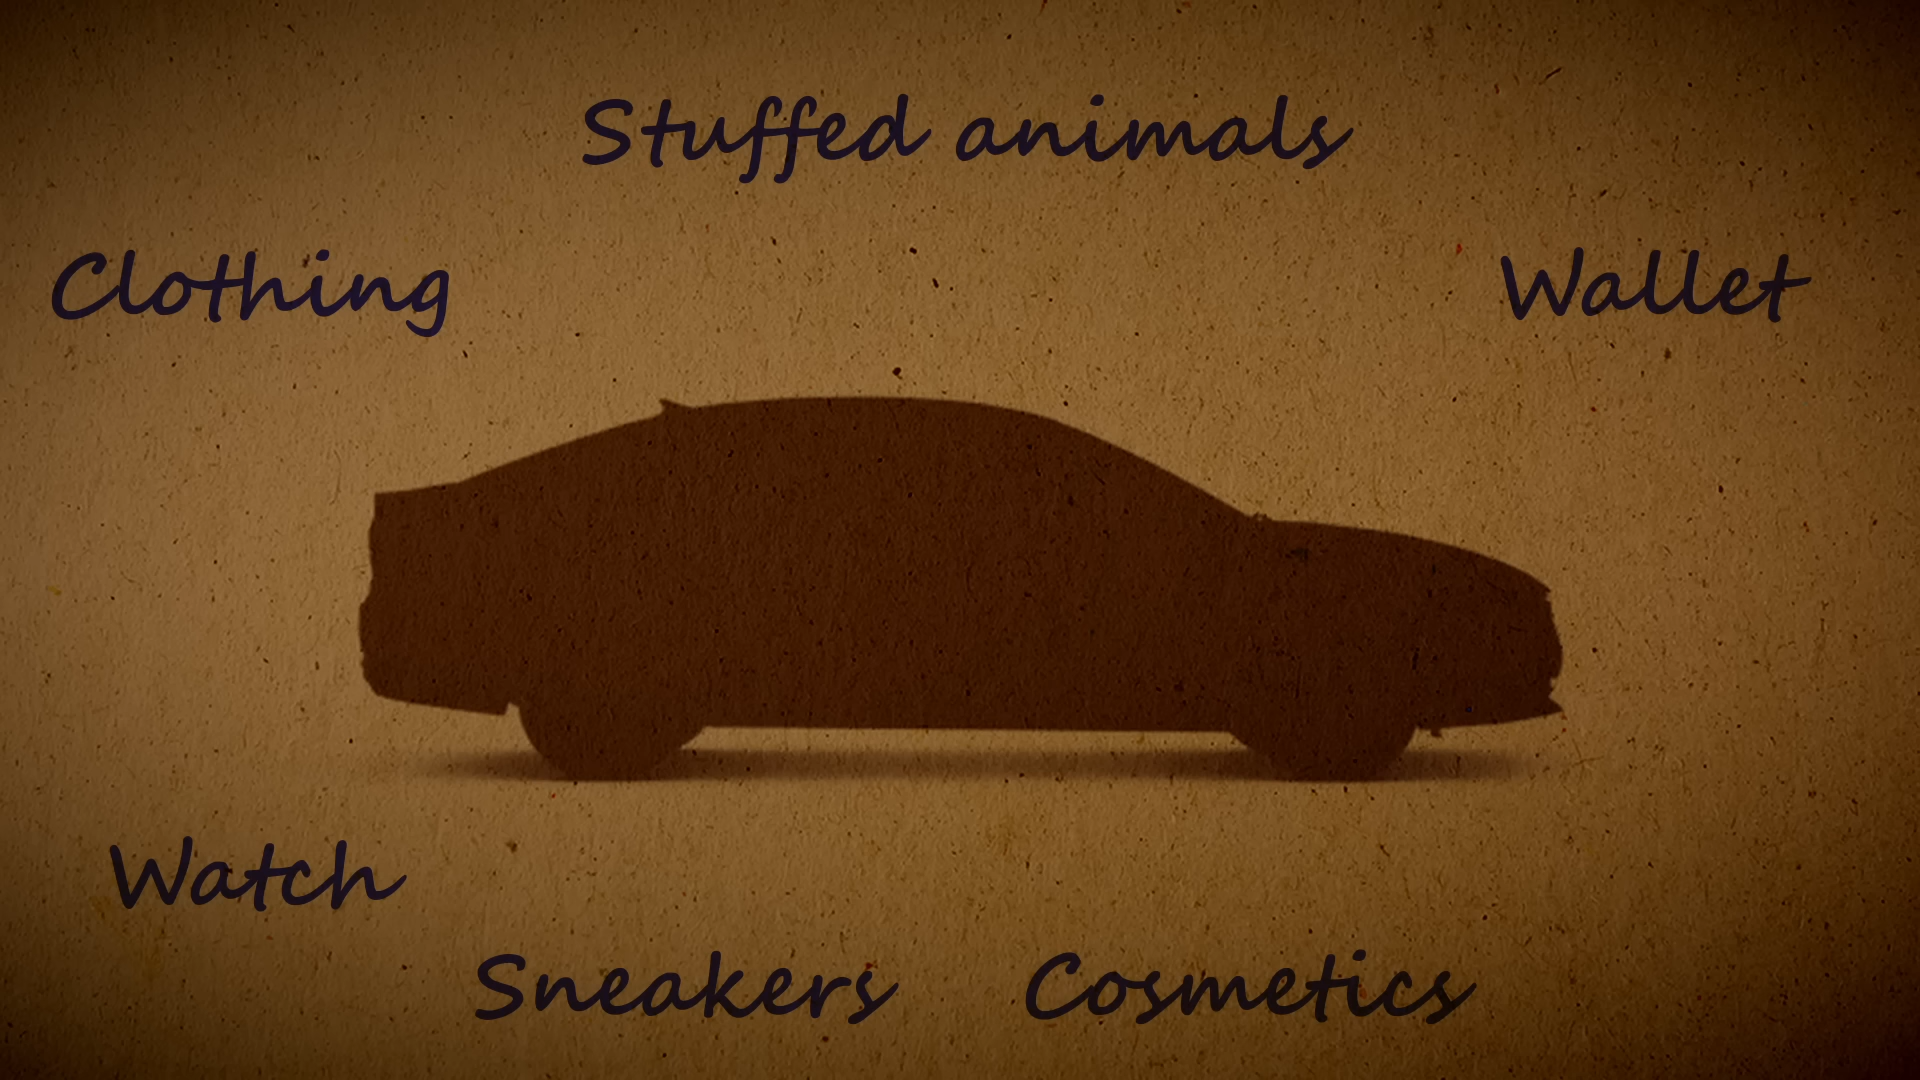 Stuffed animals
Clothing
Wallet
Watch
Sneakers
Cosmetics